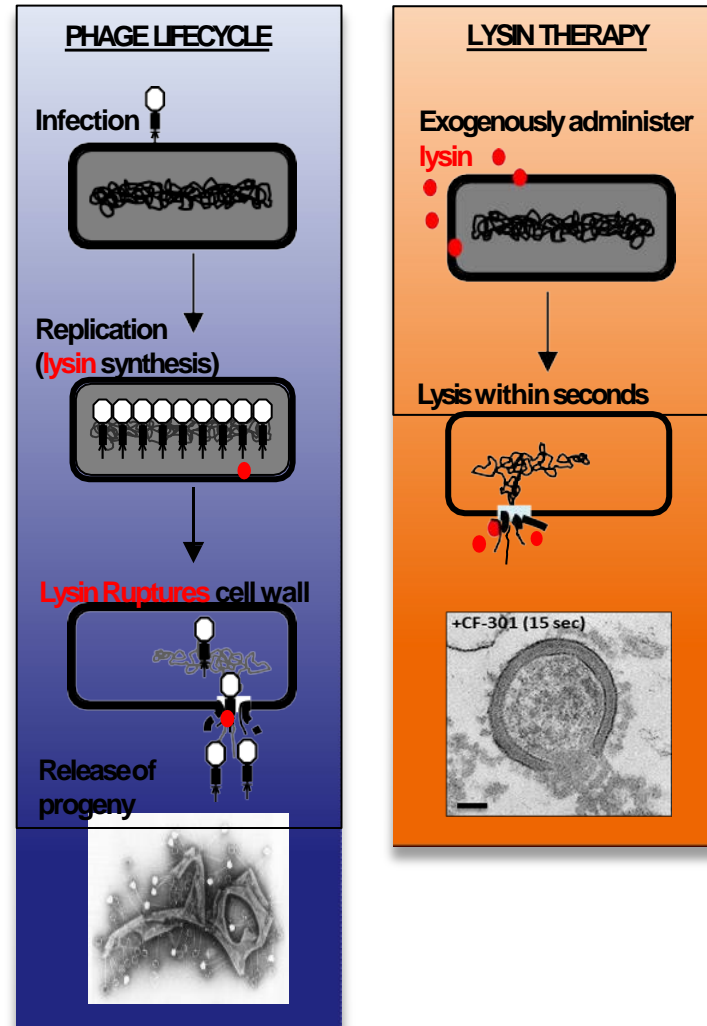 PHAGE LIFECYCLE
Infection
Replication
(lysin synthesis)
Lysin Ruptures cell wall
Release of
progeny
LYSIN THERAPY
Exogenously administer
lysin
Lysis within seconds
+CF-301 (15 sec)